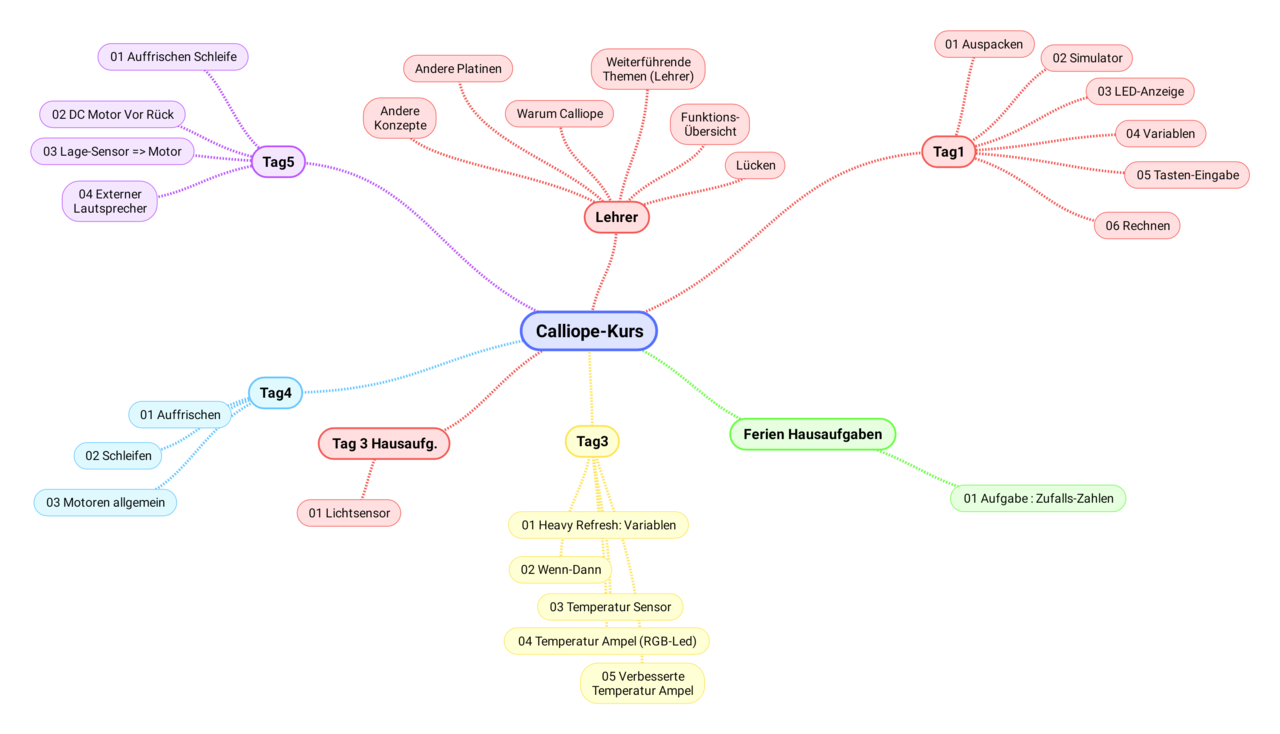 Calliope-Kurs
Tag1
01 Auspacken
02 Simulator
03 LED-Anzeige
04 Variablen
05 Tasten-Eingabe
06 Rechnen
Lehrer
Andere
Konzepte
Andere Platinen
Warum Calliope
Weiterführende
Themen (Lehrer)
Funktions-
Übersicht
Lücken
Tag5
01 Auffrischen Schleife
02 DC Motor Vor Rück
03 Lage-Sensor => Motor
04 Externer
Lautsprecher
Tag4
01 Auffrischen
02 Schleifen
03 Motoren allgemein
Tag 3 Hausaufg.
01 Lichtsensor
Tag3
01 Heavy Refresh: Variablen
02 Wenn-Dann
03 Temperatur Sensor
04 Temperatur Ampel (RGB-Led)
05 Verbesserte
Temperatur Ampel
Ferien Hausaufgaben
01 Aufgabe : Zufalls-Zahlen